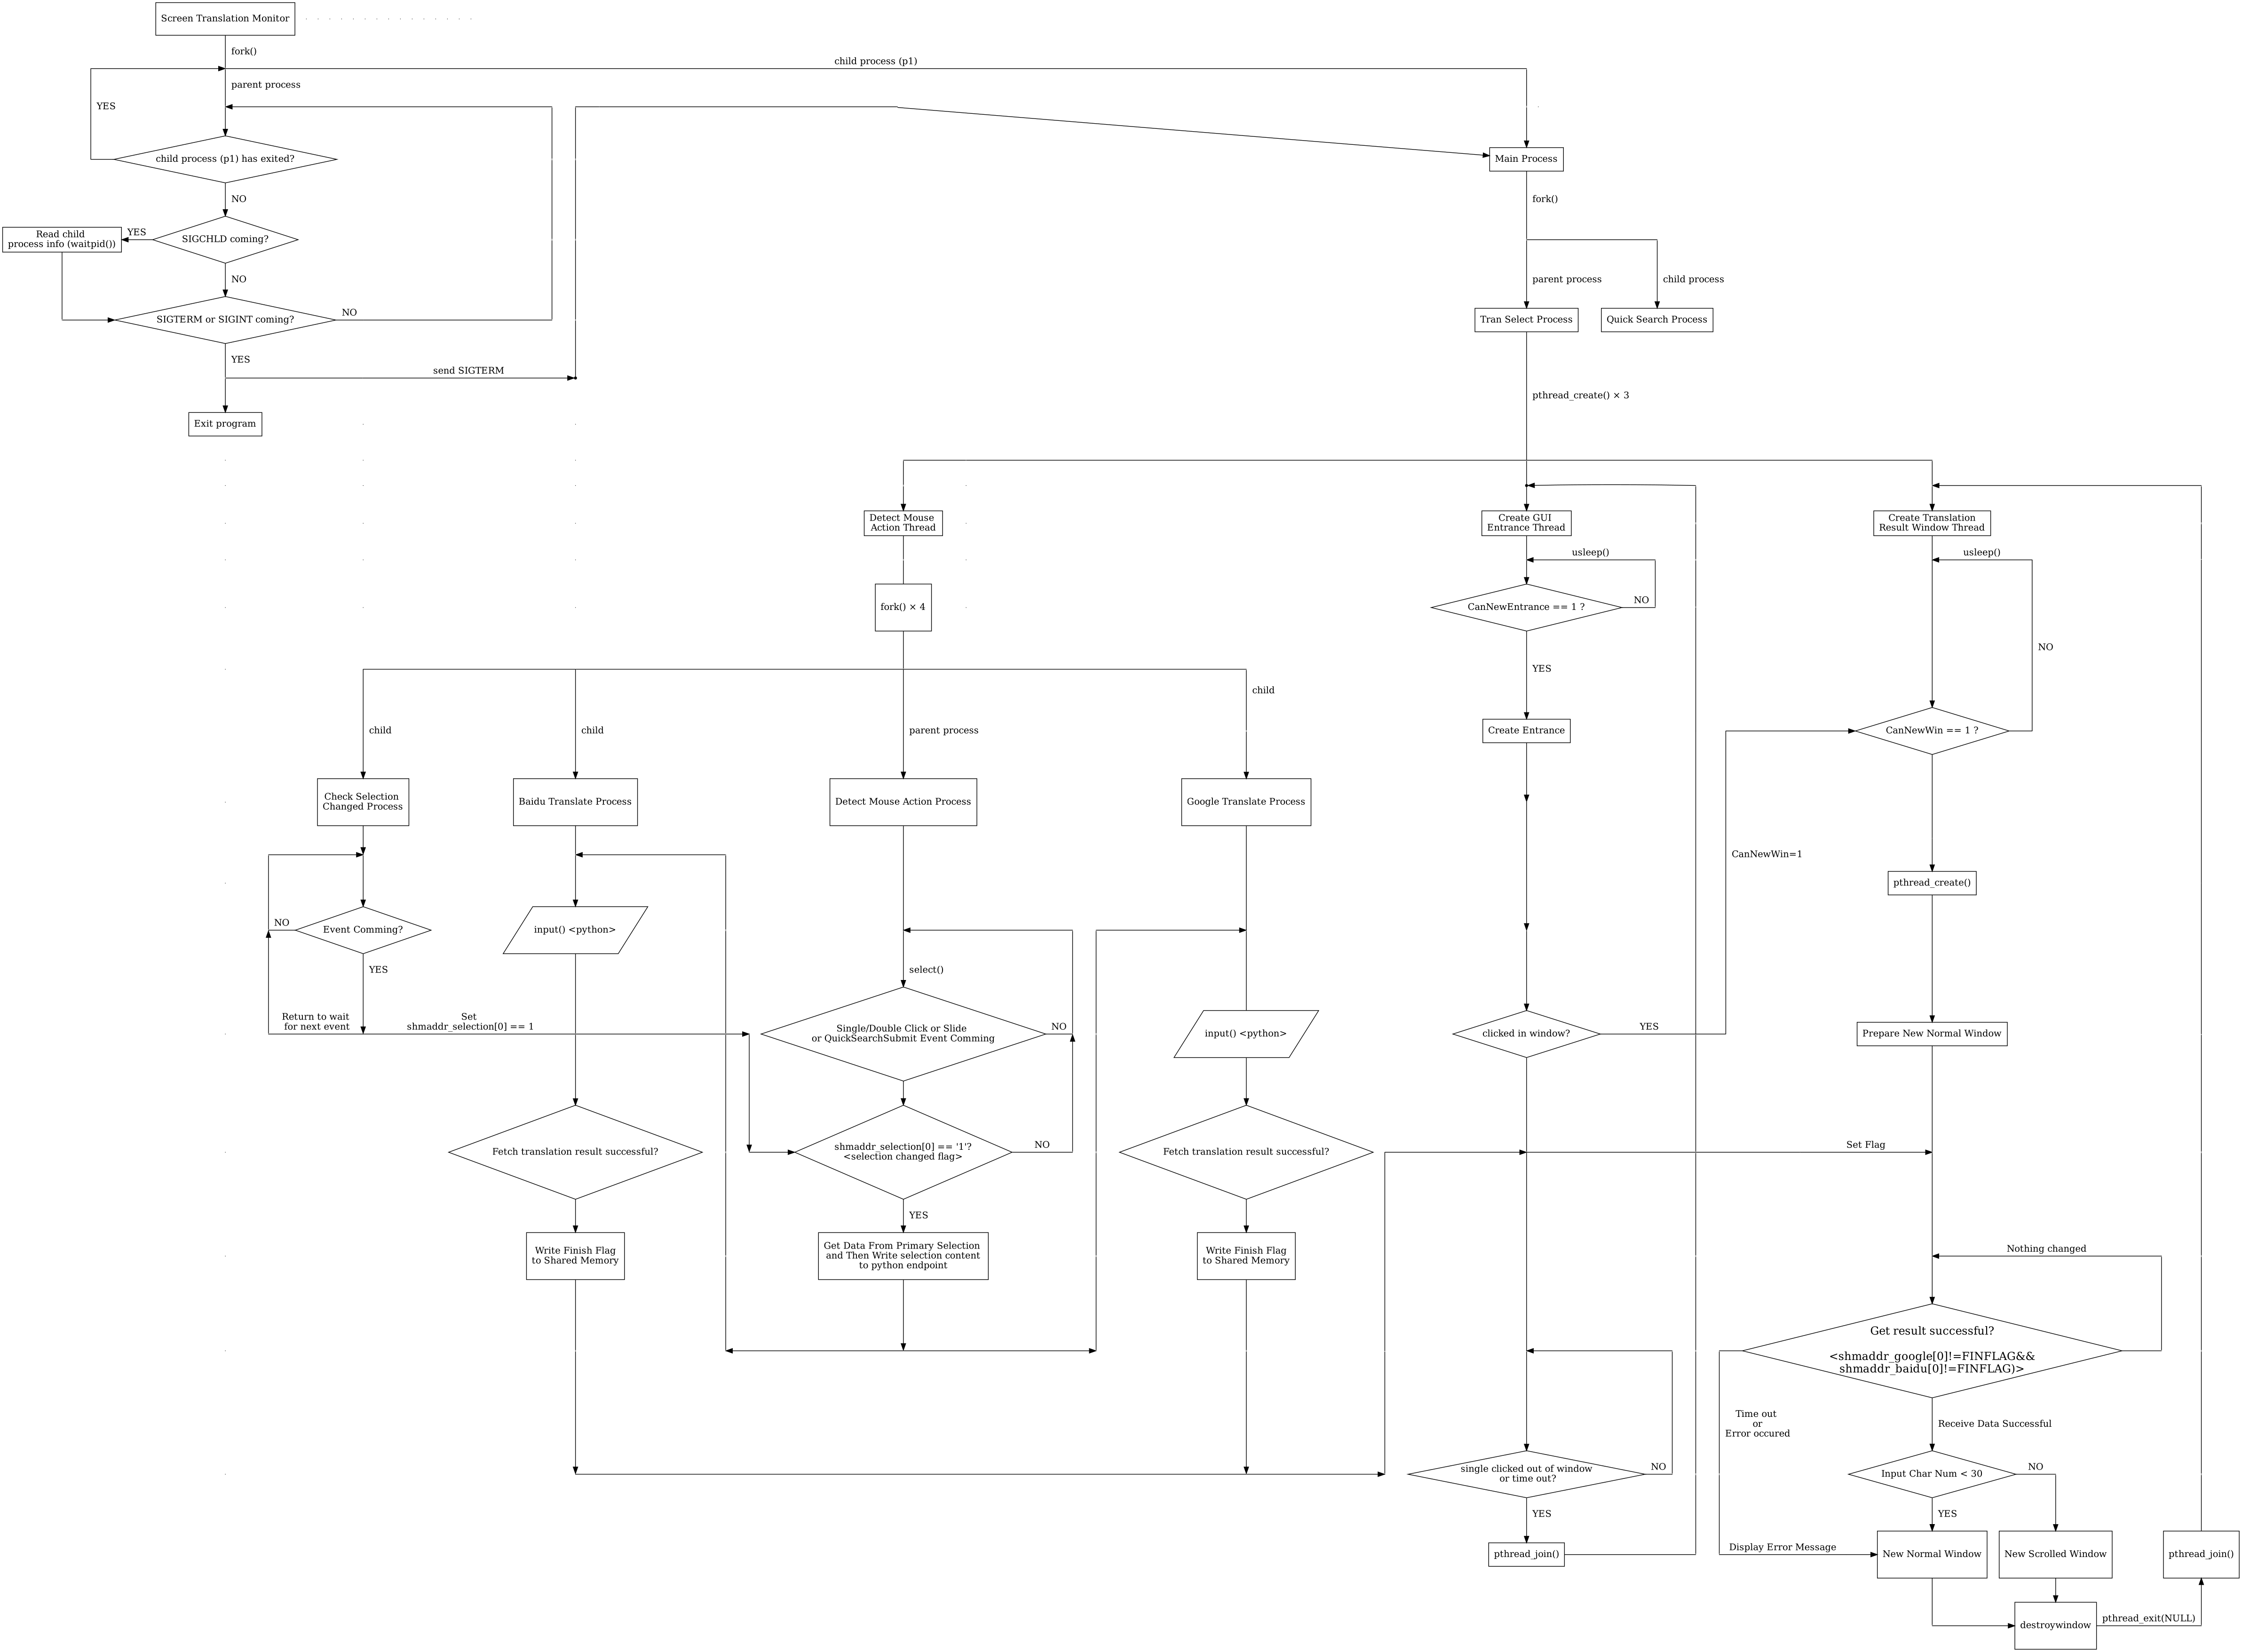 Screen Translation Monitor
fork()
child process (p1)
parent process
YES
child process (p1) has exited?
Main Process
NO
fork()
Read child
process info (waitpid())
YES
SIGCHLD coming?
NO
parent process
child process
SIGTERM or SIGINT coming?
NO
Tran Select Process
Quick Search Process
YES
send SIGTERM
pthread_create() × 3
Exit program
Detect Mouse
Action Thread
Create GUI
Entrance Thread
Create Translation
Result Window Thread
usleep()
usleep()
fork() × 4
CanNewEntrance == 1 ?
NO
NO
YES
child
child
child
parent process
Create Entrance
CanNewWin == 1 ?
Check Selection
Changed Process
Baidu Translate Process
Detect Mouse Action Process
Google Translate Process
CanNewWin=1
pthread_create()
NO
Event Comming?
input() <python>
YES
select()
Return to wait
for next event
Set
shmaddr_selection[0] == 1
Single/Double Click or Slide
or QuickSearchSubmit Event Comming
NO
input() <python>
clicked in window?
YES
Prepare New Normal Window
Fetch translation result successful?
shmaddr_selection[0] == '1'?
<selection changed flag>
NO
Fetch translation result successful?
Set Flag
YES
Write Finish Flag
to Shared Memory
Get Data From Primary Selection
and Then Write selection content
to python endpoint
Write Finish Flag
to Shared Memory
Nothing changed
Get result successful?
<shmaddr_google[0]!=FINFLAG&&
shmaddr_baidu[0]!=FINFLAG)>
Time out
or
Error occured
Receive Data Successful
single clicked out of window
or time out?
NO
Input Char Num < 30
NO
YES
YES
pthread_join()
Display Error Message
New Normal Window
New Scrolled Window
pthread_join()
destroywindow
pthread_exit(NULL)